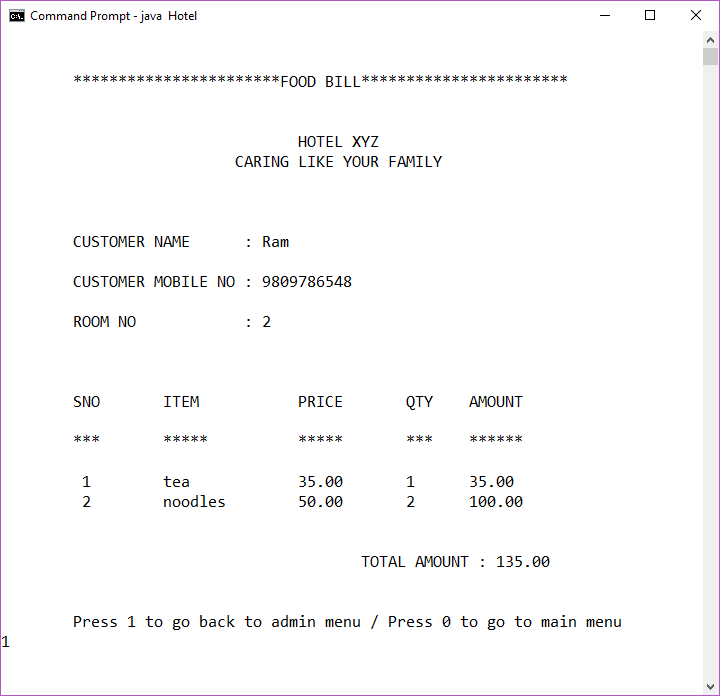 Command Prompt - java  Hotel
***********************FOOD BILL***********************
HOTEL XYZ
CARING LIKE YOUR FAMILY
CUSTOMER NAME      : Ram
CUSTOMER MOBILE NO : 9809786548
ROOM NO            : 2
SNO       ITEM           PRICE       QTY    AMOUNT
***       *****          *****       ***    ******
1        tea            35.00       1      35.00
2        noodles        50.00       2      100.00
TOTAL AMOUNT : 135.00
Press 1 to go back to admin menu / Press 0 to go to main menu
1